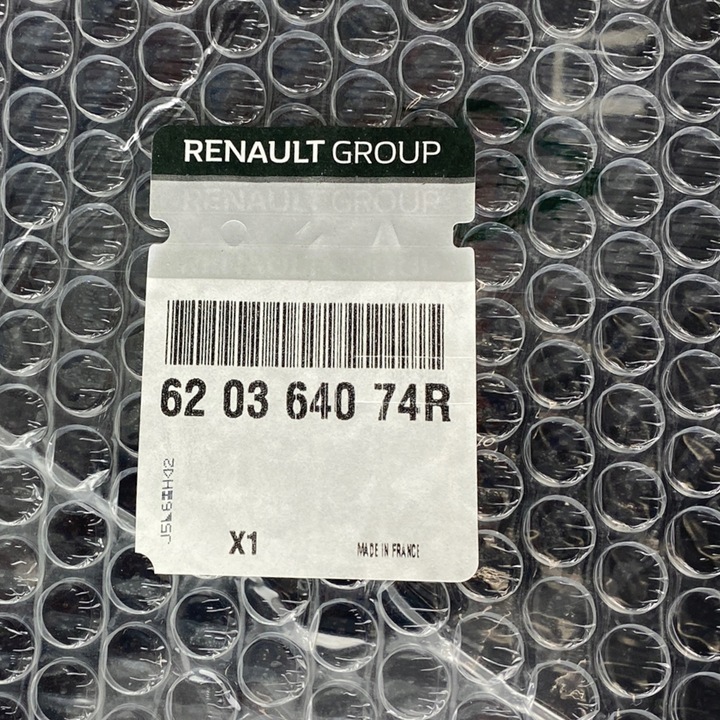 RENAULT GROUP
62 03 640 74R
X1
MADE IN FRANCE